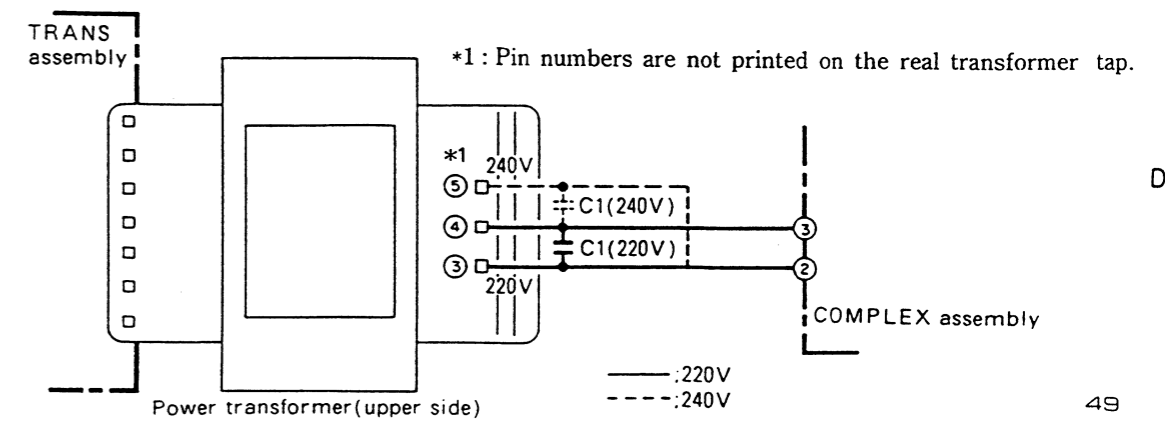 TRANS
assembly
*1 : Pin numbers are not printed on the real transformer tap.
*1
240V
⑤
C1(240V)
④
③
C1(220V)
③
220V
②
D
COMPLEX assembly
;220V
;240V
Power transformer(upper side)
49